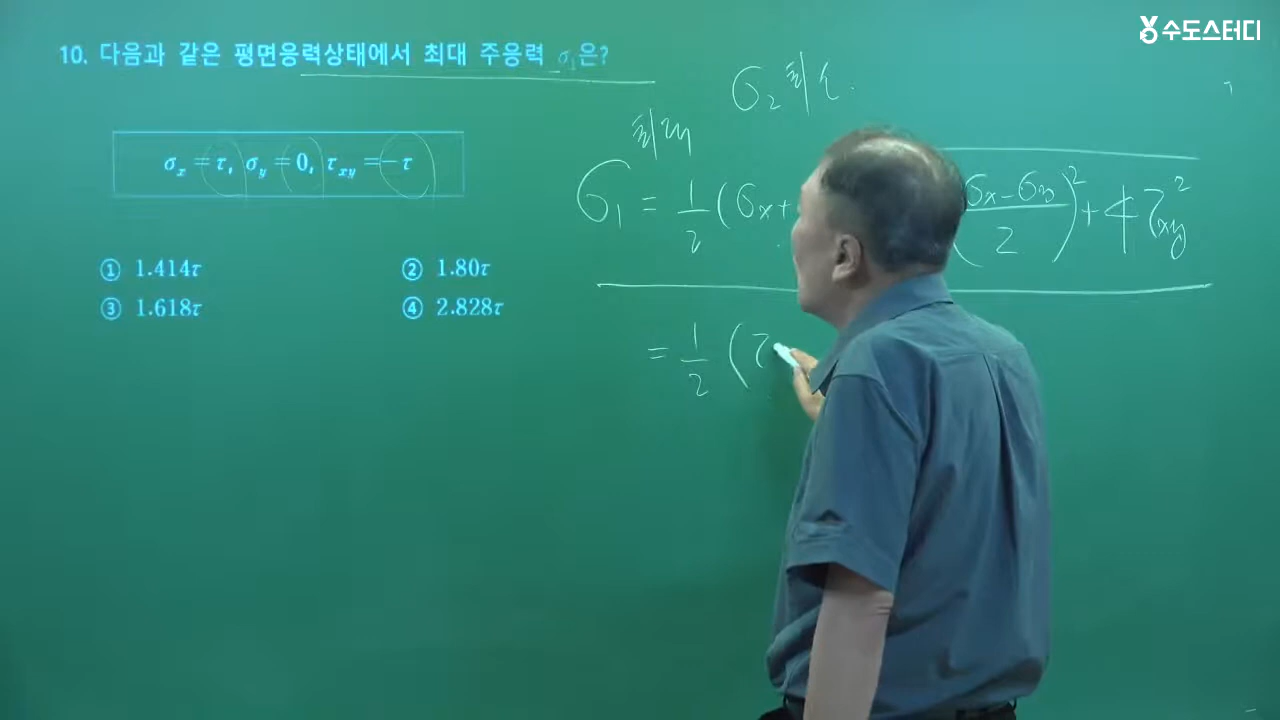 수도스터디
10. 다음과 같은 평면응력상태에서 최대 주응력 σ₁은?
σx = τ, σy = 0, τxy = -τ
① 1.414τ ② 1.80τ
③ 1.618τ ④ 2.828τ
σ₂ 최소
최대
σ₁ = 1/2 (σx + (σx - σy / 2)² + 4τxy²
= 1/2 (τ